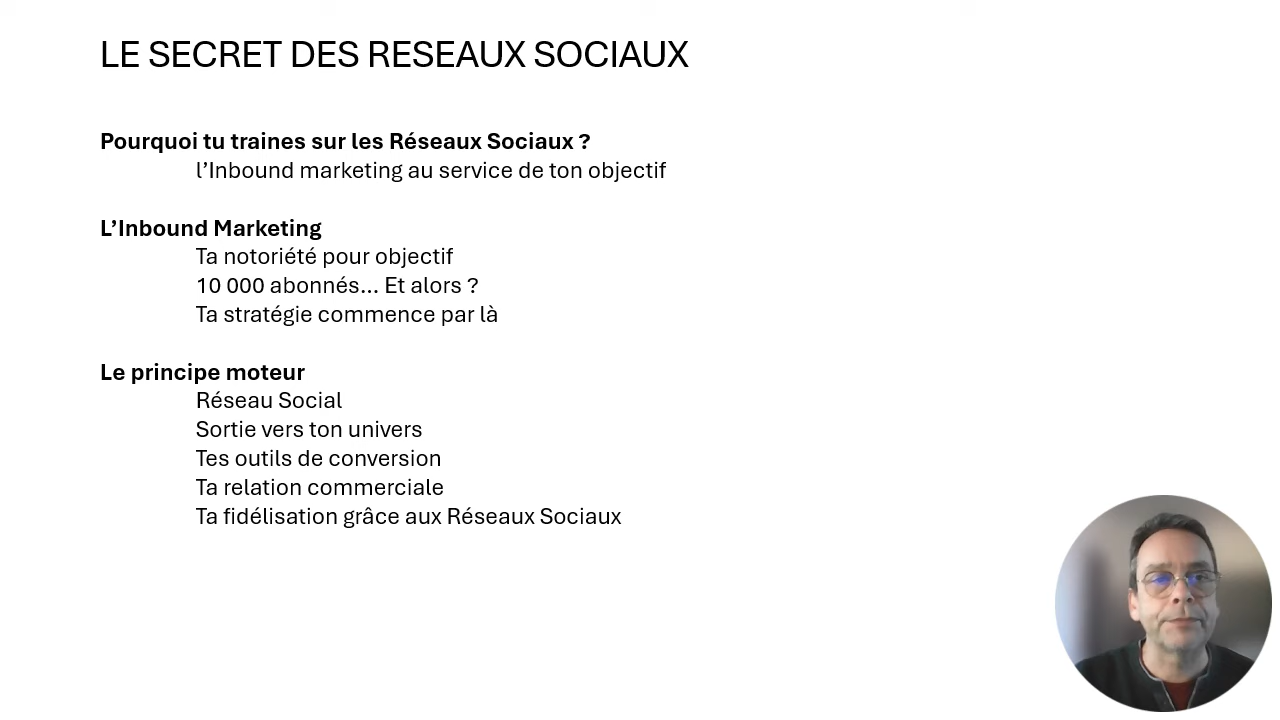 LE SECRET DES RESEAUX SOCIAUX
Pourquoi tu traines sur les Réseaux Sociaux ?
l’Inbound marketing au service de ton objectif
L’Inbound Marketing
Ta notoriété pour objectif
10 000 abonnés… Et alors ?
Ta stratégie commence par là
Le principe moteur
Réseau Social
Sortie vers ton univers
Tes outils de conversion
Ta relation commerciale
Ta fidélisation grâce aux Réseaux Sociaux